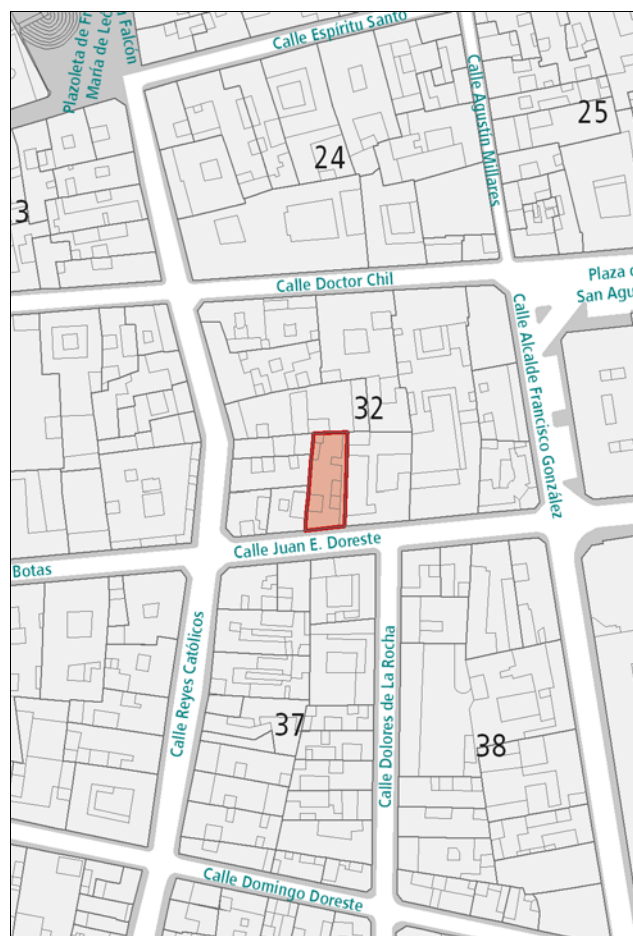 Plazoleta de
María de
Falcón
Calle Espíritu Santo
Calle Agustín Millares
25
24
3
Calle Doctor Chil
Plaza
San
Calle Alcalde Francisco González
32
Calle Juan E. Doreste
Botas
Calle Reyes Católicos
Calle Dolores de La Rocha
37
38
Calle Domingo Doreste